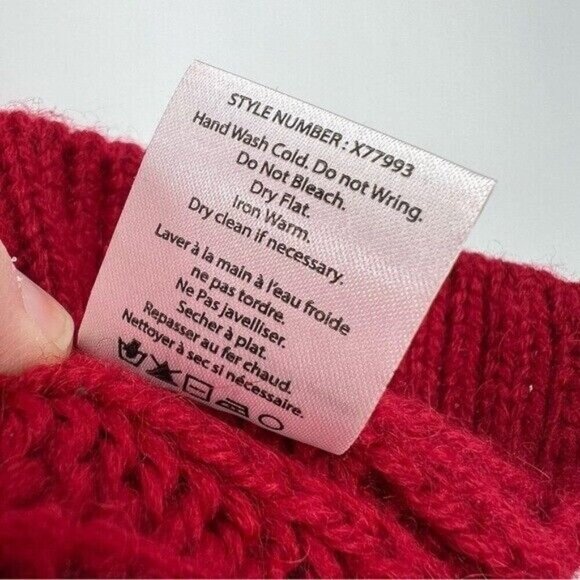 STYLE NUMBER : X77993
Hand Wash Cold. Do not Wring.
Do Not Bleach.
Dry Flat.
Iron Warm.
Dry clean if necessary.
Laver à la main à l'eau froide
ne pas tordre.
Ne Pas javelliser.
Secher à plat.
Repasser au fer chaud.
Nettoyer à sec si nécessaire.